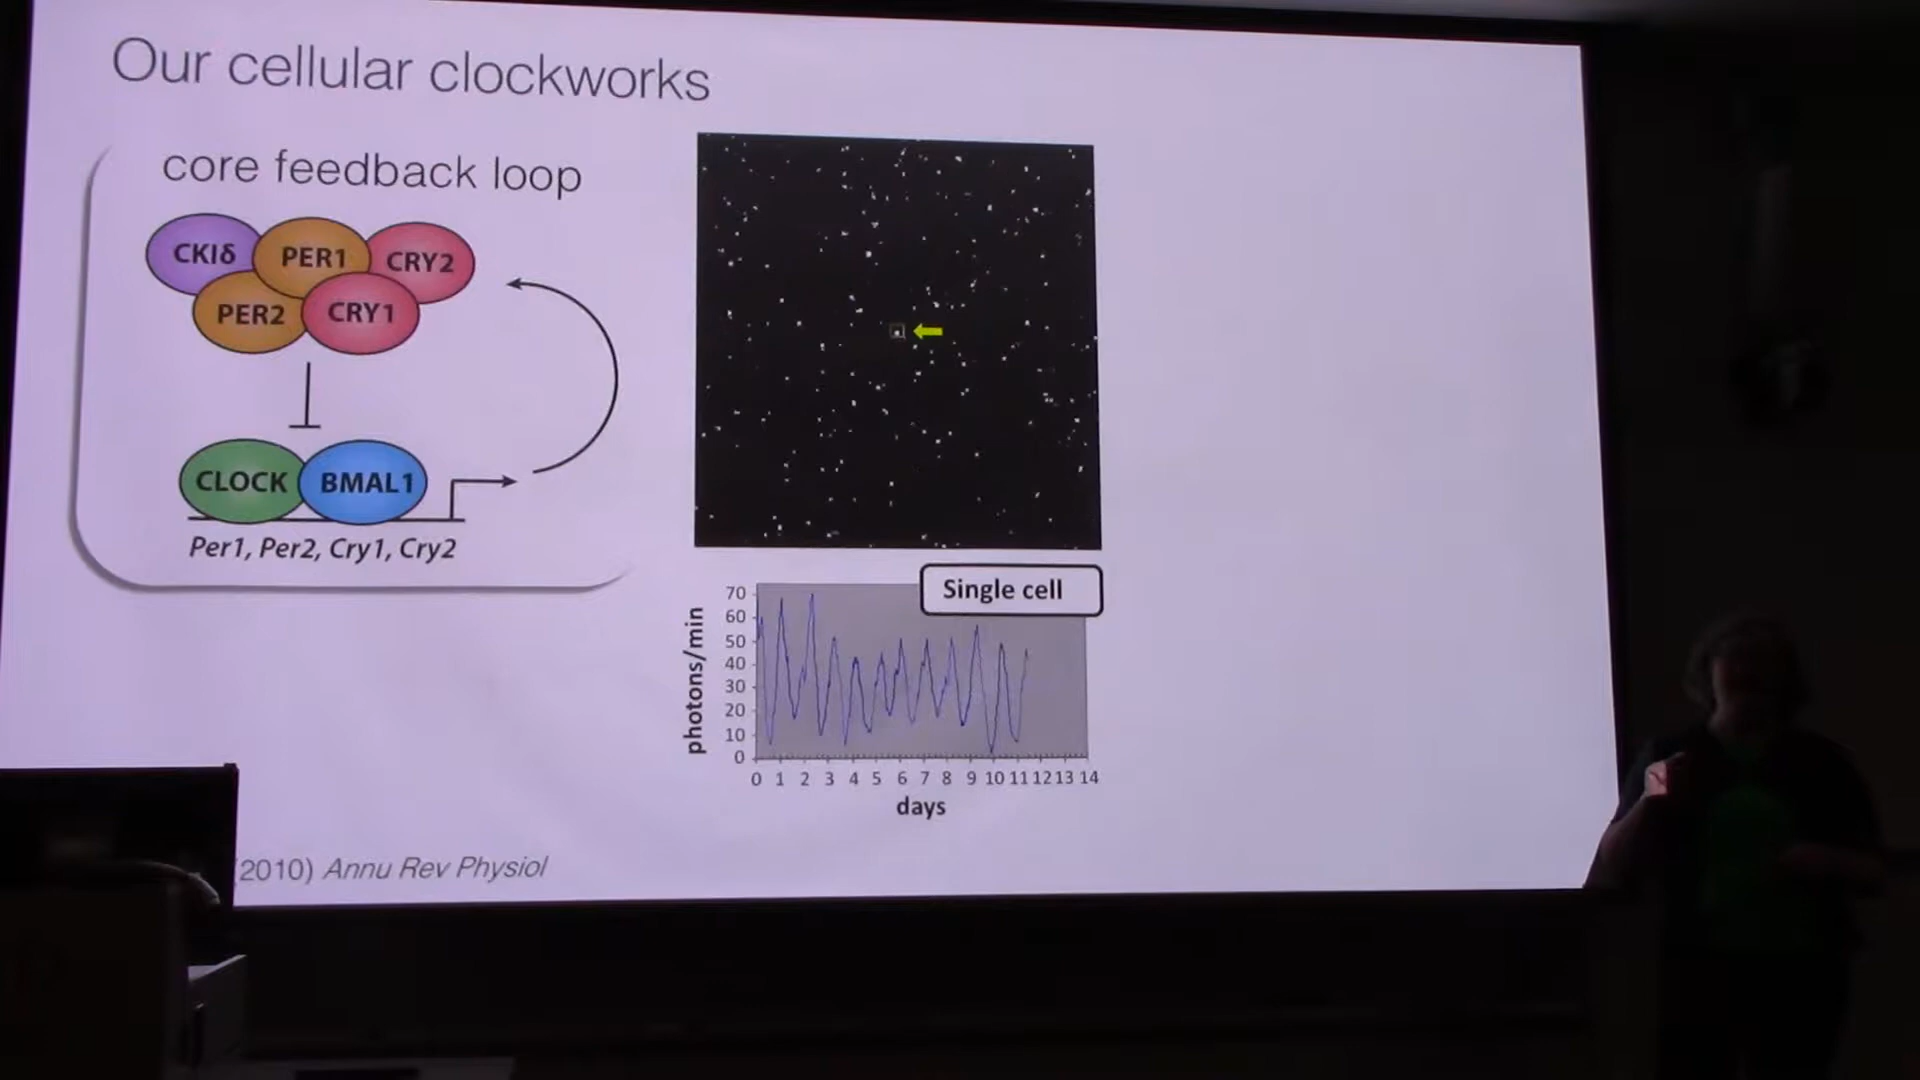 Our cellular clockworks
core feedback loop
CKIδ PER1 CRY2
PER2 CRY1
CLOCK BMAL1
Per1, Per2, Cry1, Cry2
Single cell
photons/min
70
60
50
40
30
20
10
0
0 1 2 3 4 5 6 7 8 9 10 11 12 13 14
days
(2010) Annu Rev Physiol